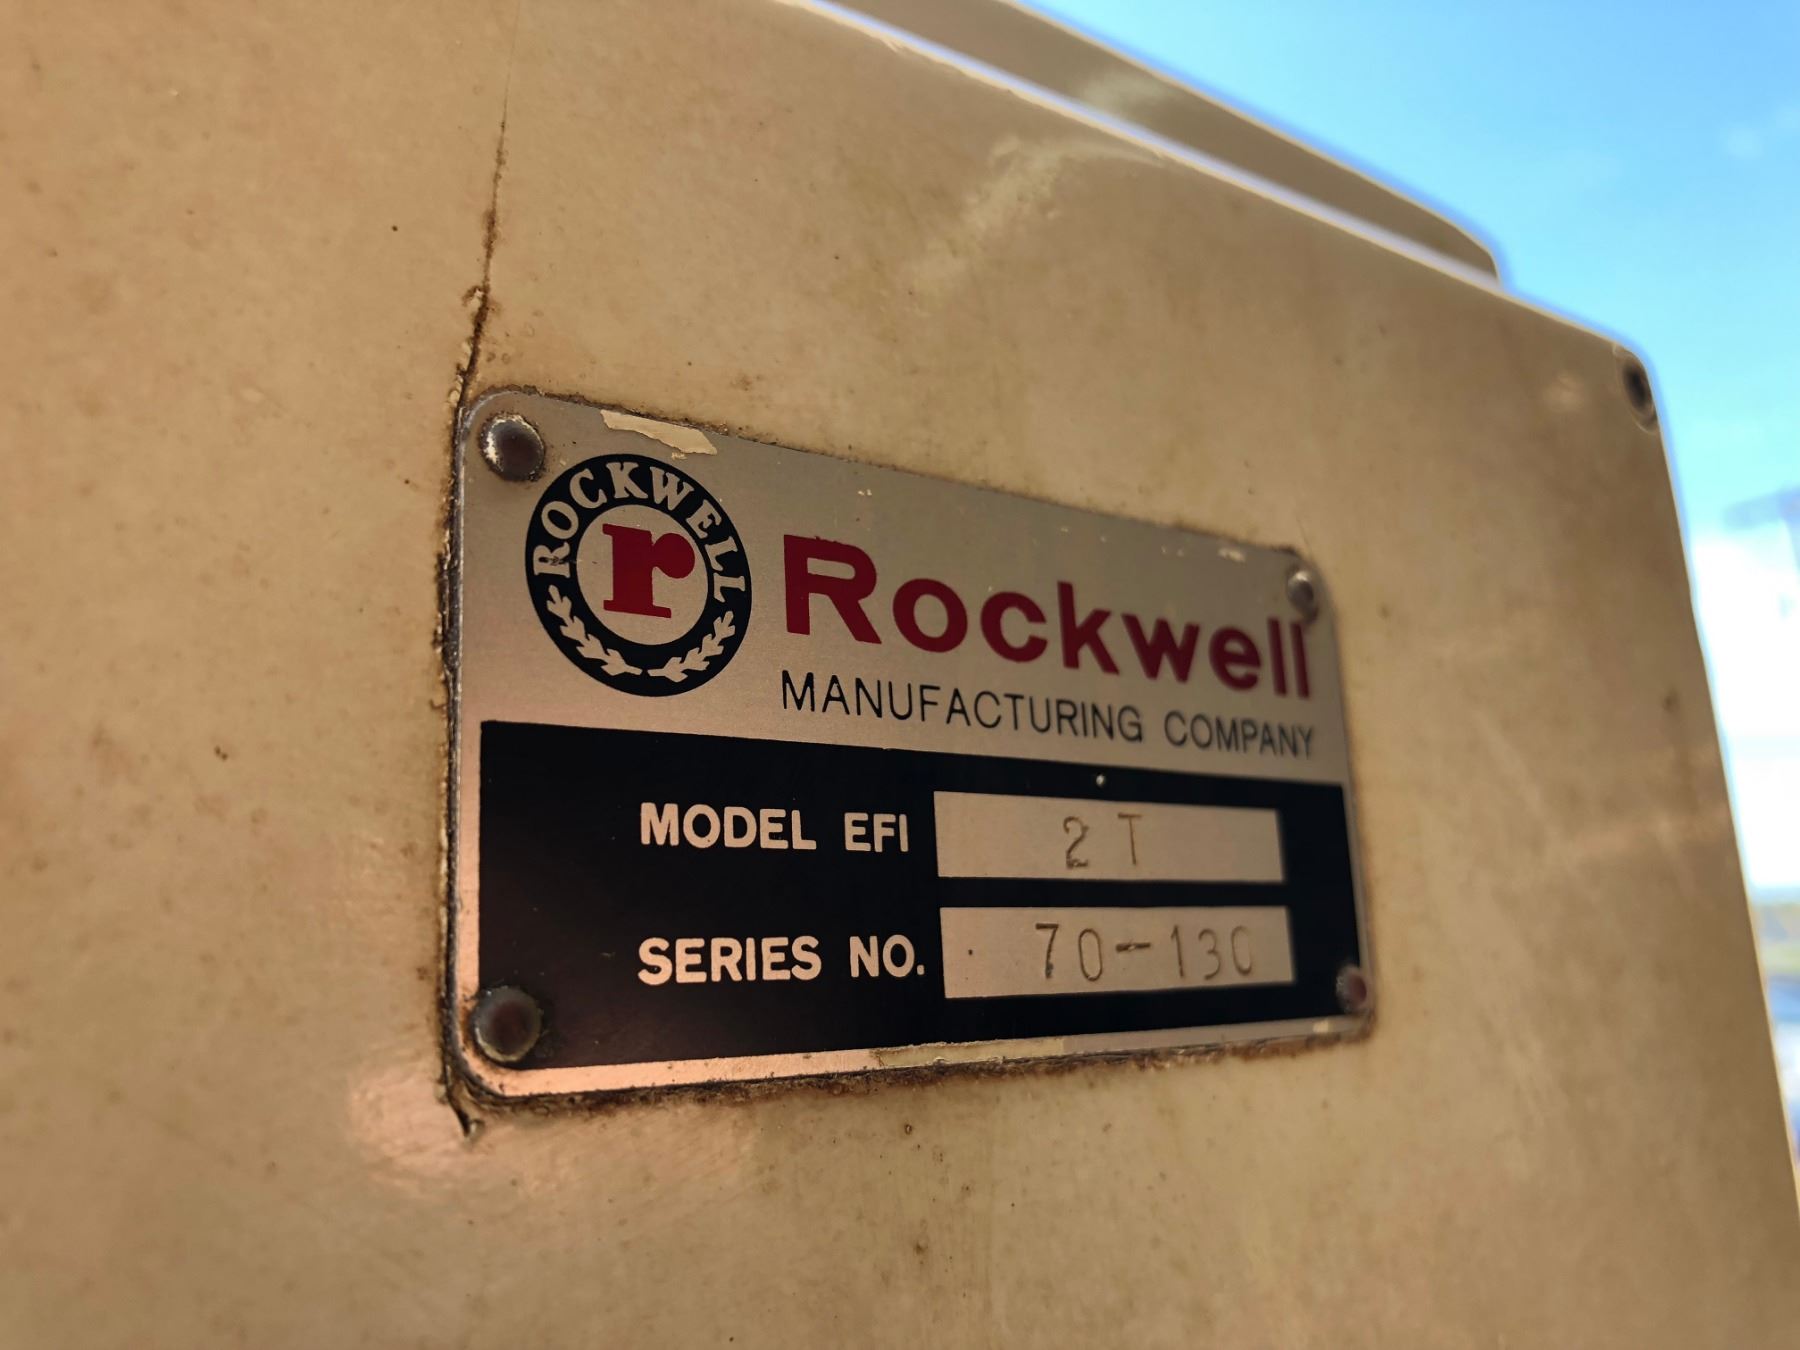 ROCKWELL
r
Rockwell
MANUFACTURING COMPANY
MODEL EFI 2T
SERIES NO. 70-130